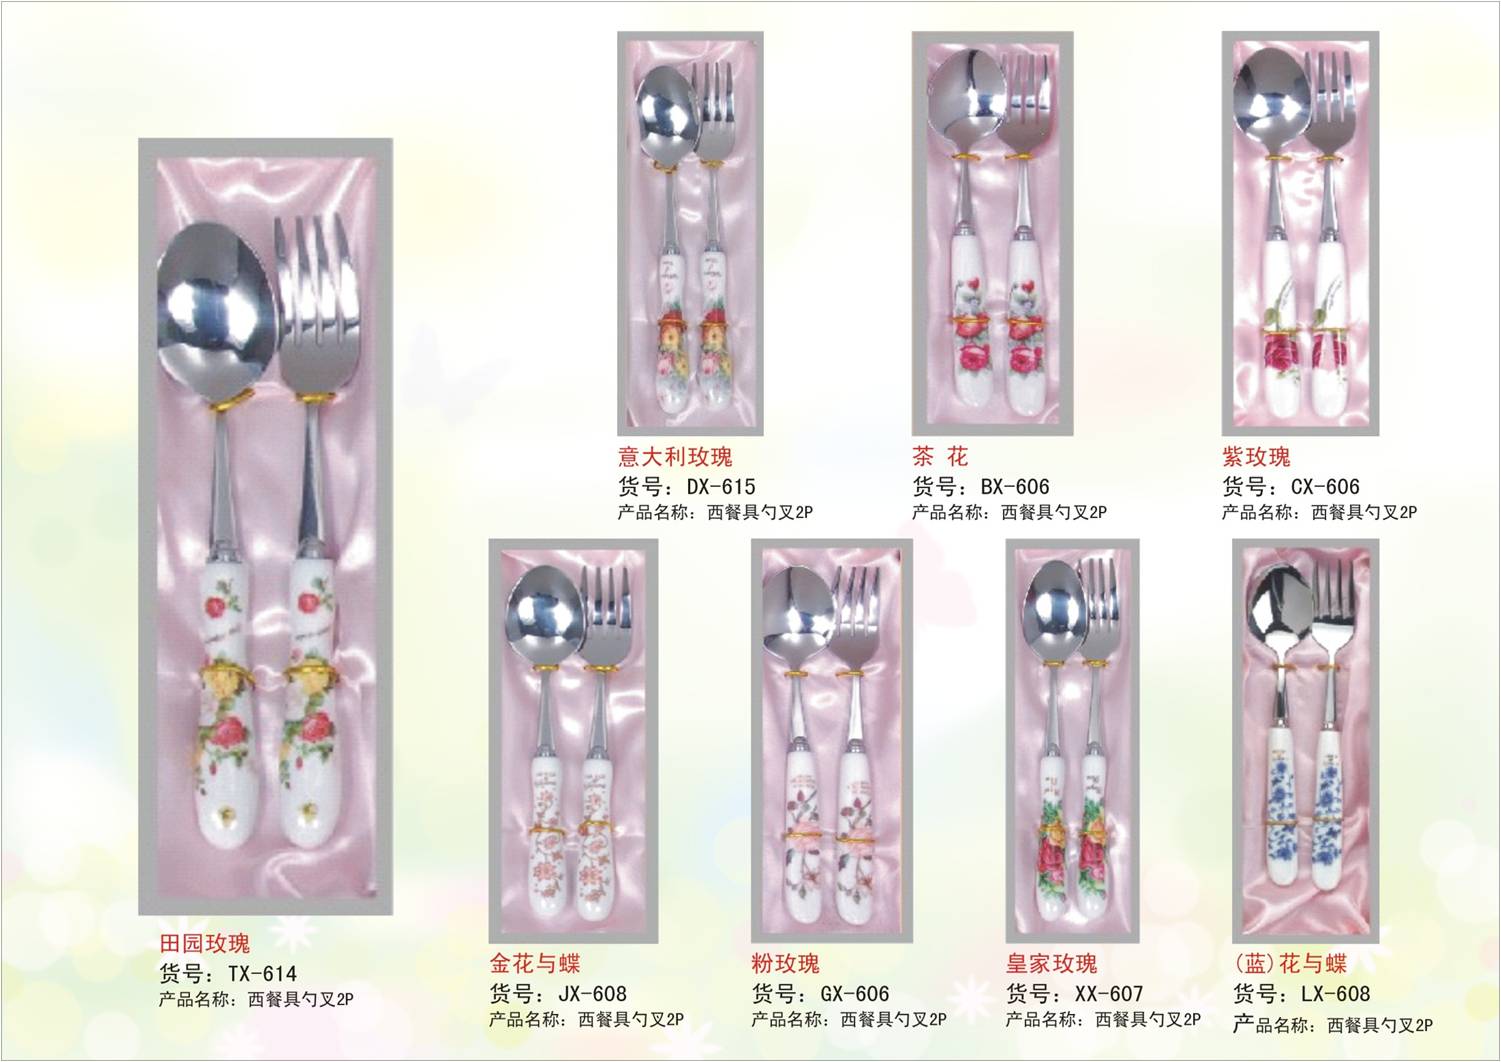 意大利玫瑰
货号：DX-615
产品名称：西餐具勺叉2P
茶 花
货号：BX-606
产品名称：西餐具勺叉2P
紫玫瑰
货号：CX-606
产品名称：西餐具勺叉2P
田园玫瑰
货号：TX-614
产品名称：西餐具勺叉2P
金花与蝶
货号：JX-608
产品名称：西餐具勺叉2P
粉玫瑰
货号：GX-606
产品名称：西餐具勺叉2P
皇家玫瑰
货号：XX-607
产品名称：西餐具勺叉2P
(蓝)花与蝶
货号：LX-608
产品名称：西餐具勺叉2P